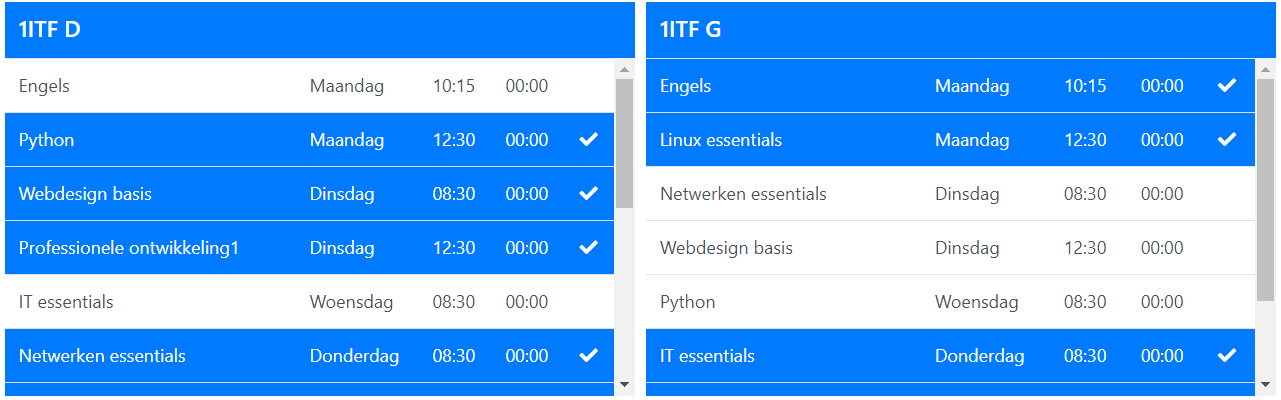 1ITF D
Engels Maandag 10:15 00:00
Python Maandag 12:30 00:00
Webdesign basis Dinsdag 08:30 00:00
Professionele ontwikkeling1 Dinsdag 12:30 00:00
IT essentials Woensdag 08:30 00:00
Netwerken essentials Donderdag 08:30 00:00
1ITF G
Engels Maandag 10:15 00:00
Linux essentials Maandag 12:30 00:00
Netwerken essentials Dinsdag 08:30 00:00
Webdesign basis Dinsdag 12:30 00:00
Python Woensdag 08:30 00:00
IT essentials Donderdag 08:30 00:00